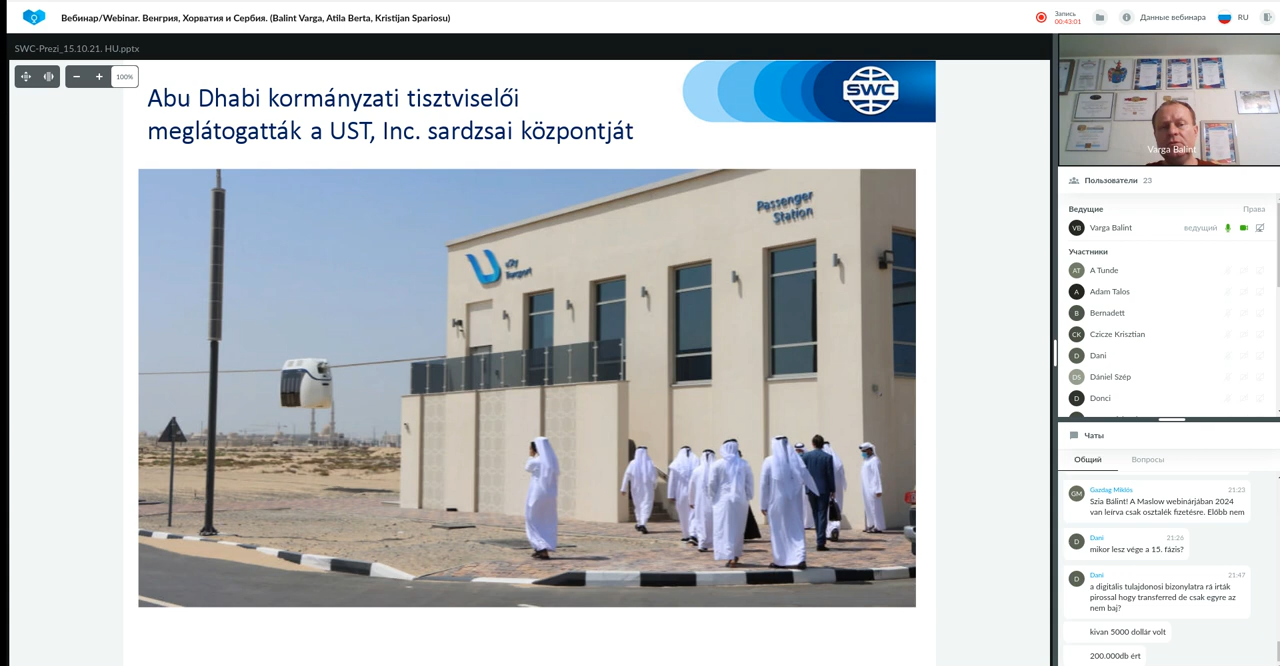 Вебинар/Webinar. Венгрия, Хорватия и Сербия. (Balint Varga, Atila Berta, Kristijan Spariosu)
Запись
00:43:01
Данные вебинара
RU
SWC-Prezi_15.10.21. HU.pptx
100%
Abu Dhabi kormányzati tisztviselői
meglátogatták a UST, Inc. sardzsai központját
SWC
Passenger
Station
Varga Balint
Пользователи 23
Ведущие Права
VB Varga Balint ведущий
Участники
AT A Tunde
A Adam Talos
B Bernadett
CK Czicze Krisztian
D Dani
DS Dániel Szép
D Donci
Чаты
Общий Вопросы
GM Gazdag Miklós 21:23
Szia Bálint! A Maslow webinárjában 2024
van leírva csak osztalék fizetésre. Előbb nem
D Dani 21:26
mikor lesz vége a 15. fázis?
D Dani 21:47
a digitális tulajdonosi bizonylatra rá irták
pirossal hogy transferred de csak egyre az
nem baj?
kivan 5000 dollár volt
200.000db ért